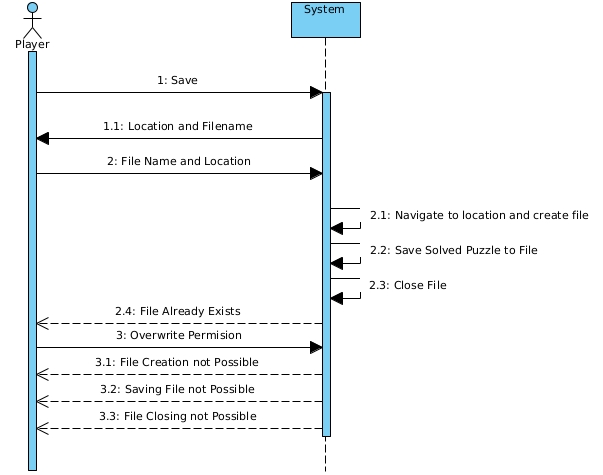 System
Player
1: Save
1.1: Location and Filename
2: File Name and Location
2.1: Navigate to location and create file
2.2: Save Solved Puzzle to File
2.3: Close File
2.4: File Already Exists
3: Overwrite Permision
3.1: File Creation not Possible
3.2: Saving File not Possible
3.3: File Closing not Possible